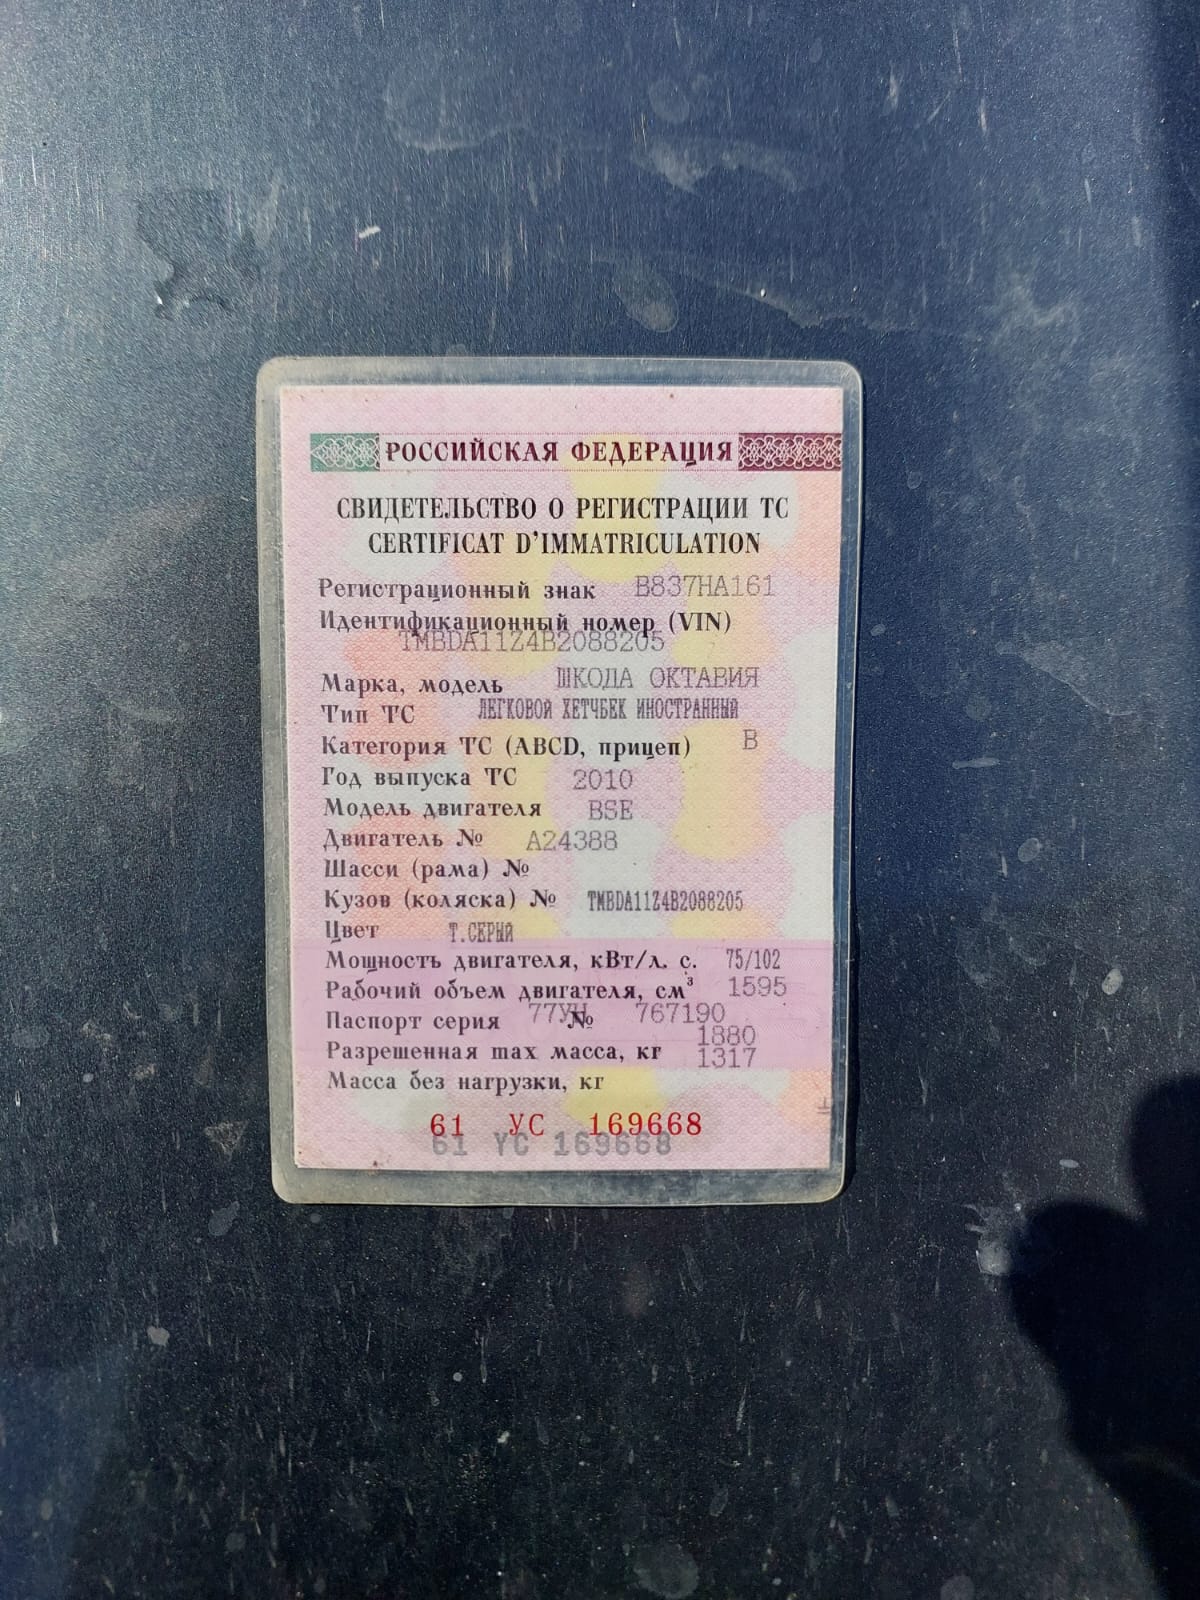 РОССИЙСКАЯ ФЕДЕРАЦИЯ
СВИДЕТЕЛЬСТВО О РЕГИСТРАЦИИ ТС
CERTIFICAT D'IMMATRICULATION
Регистрационный знак В837НА161
Идентификационный номер (VIN)
TMBDA11Z4B2088205
Марка, модель ШКОДА ОКТАВИЯ
Тип ТС ЛЕГКОВОЙ ХЕТЧБЕК ИНОСТРАННЫЙ
Категория ТС (ABCD, прицеп) B
Год выпуска ТС 2010
Модель двигателя BSE
Двигатель № A24388
Шасси (рама) №
Кузов (коляска) № TMBDA11Z4B2088205
Цвет Т.СЕРЫЙ
Мощность двигателя, кВт/л. с. 75/102
Рабочий объем двигателя, см³ 1595
Паспорт серия 77УН № 767190
1880
Разрешенная max масса, кг 1317
Масса без нагрузки, кг
61 УС 169668
61 УС 169668